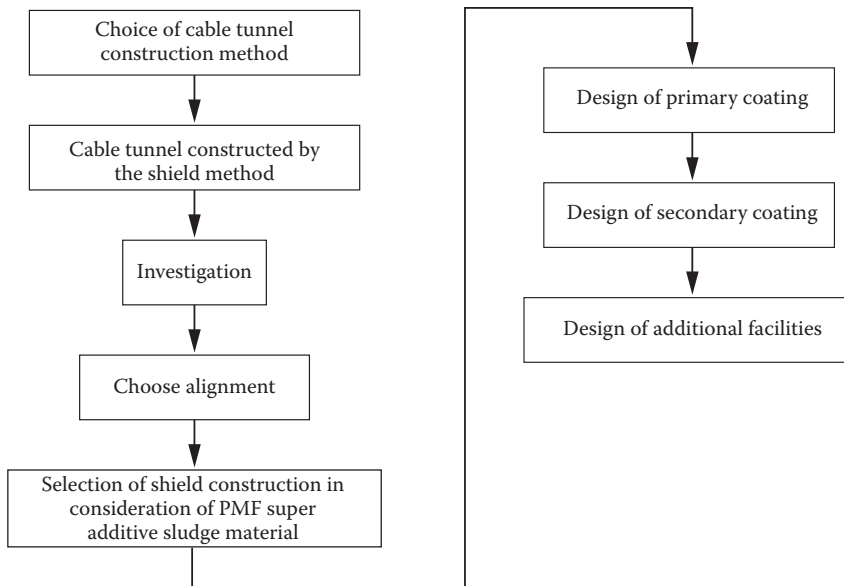 Choice of cable tunnel
construction method
Cable tunnel constructed by
the shield method
Investigation
Choose alignment
Selection of shield construction in
consideration of PMF super
additive sludge material
Design of primary coating
Design of secondary coating
Design of additional facilities